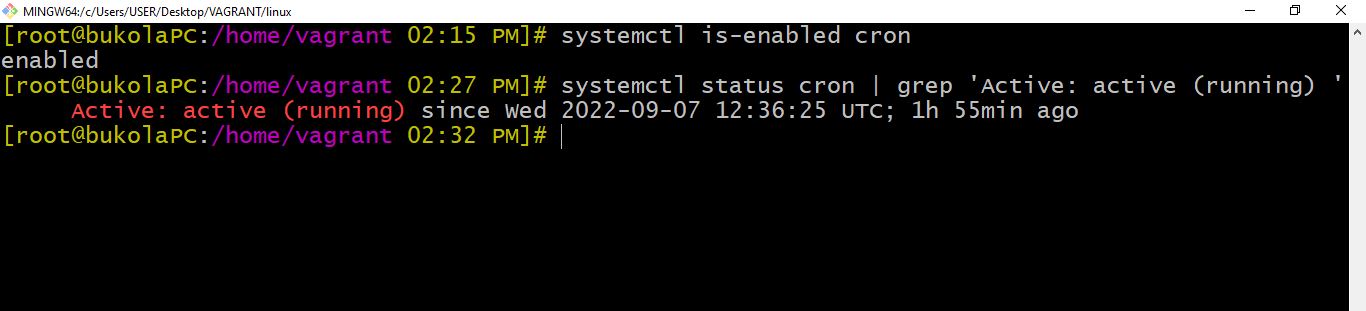 MINGW64:/c/Users/USER/Desktop/VAGRANT/linux
[root@bukolaPC:/home/vagrant 02:15 PM]# systemctl is-enabled cron
enabled
[root@bukolaPC:/home/vagrant 02:27 PM]# systemctl status cron | grep 'Active: active (running) '
     Active: active (running) since Wed 2022-09-07 12:36:25 UTC; 1h 55min ago
[root@bukolaPC:/home/vagrant 02:32 PM]#